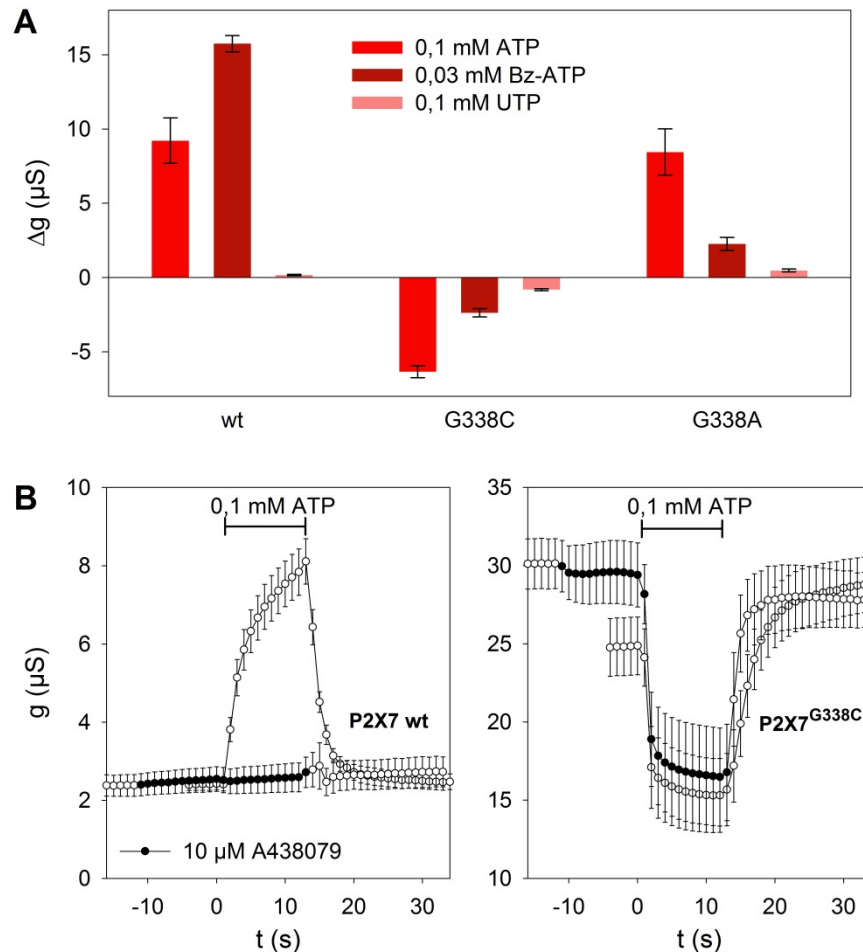 A
0,1 mM ATP
0,03 mM Bz-ATP
0,1 mM UTP
Δg (µS)
15
10
5
0
-5
wt G338C G338A
B
10
8
6
4
2
0
g (µS)
0,1 mM ATP
P2X7 wt
10 µM A438079
-10 0 10 20 30
t (s)
35
30
25
20
15
10
0,1 mM ATP
P2X7G338C
-10 0 10 20 30
t (s)